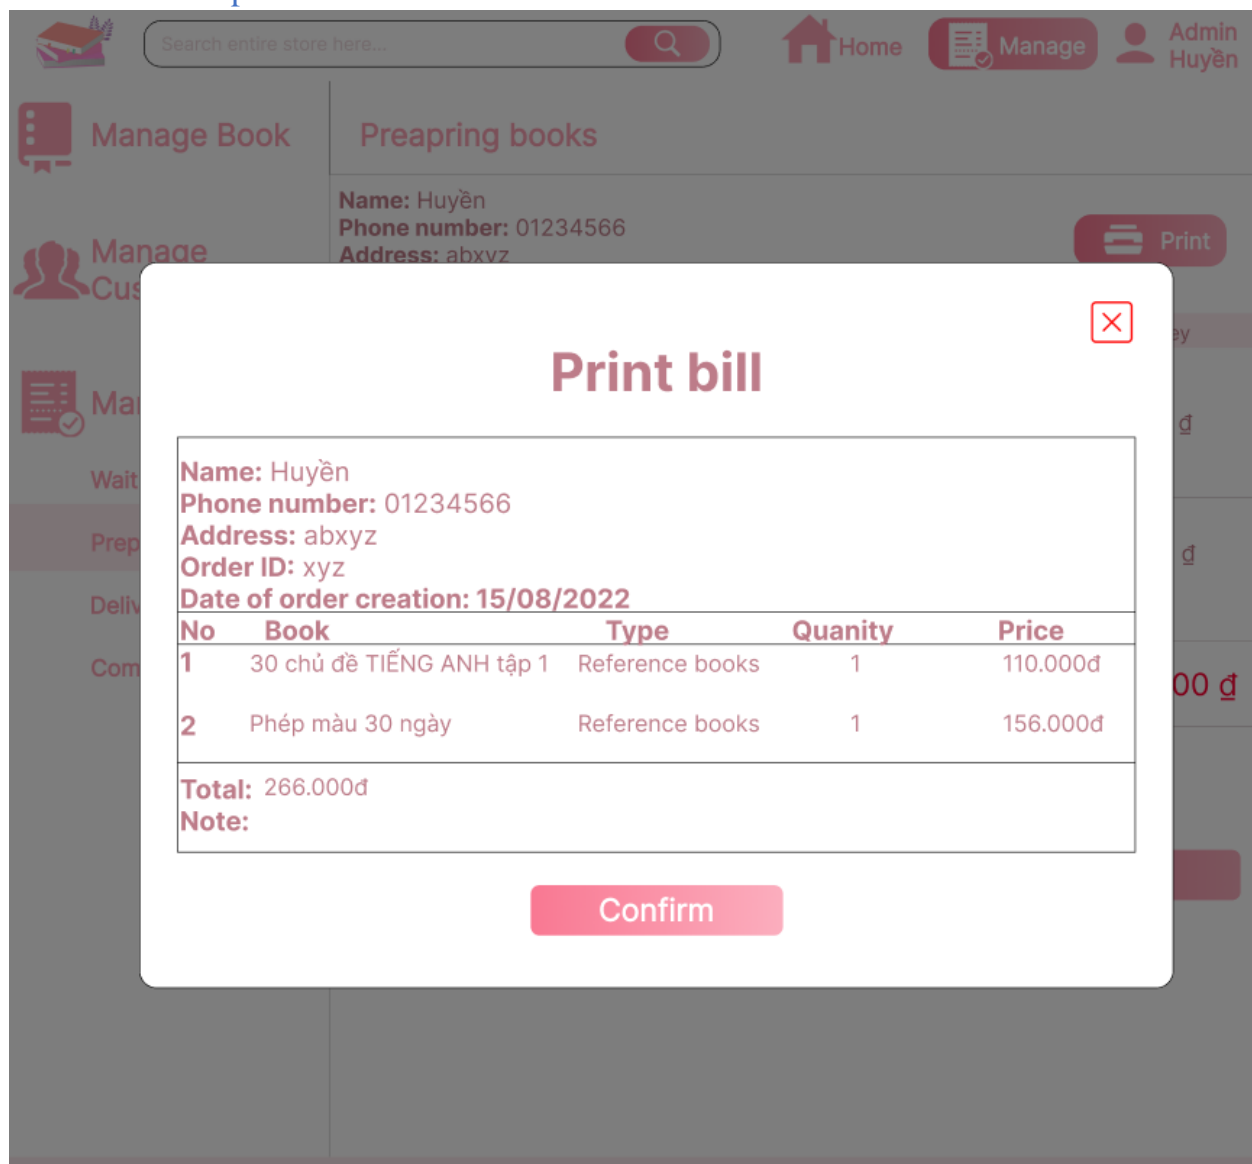 Search entire store here...
Home
Manage
Admin
Huyền
Manage Book
Preapring books
Name: Huyền
Phone number: 01234566
Address: abxyz
Print
Manage
Print bill
Name: Huyền
Phone number: 01234566
Address: abxyz
Order ID: xyz
Date of order creation: 15/08/2022
No Book Type Quanity Price
1 30 chủ đề TIẾNG ANH tập 1 Reference books 1 110.000đ
2 Phép màu 30 ngày Reference books 1 156.000đ
Total: 266.000đ
Note:
Confirm
Wait
Prep
Deliv
Com
₫
₫
00 ₫